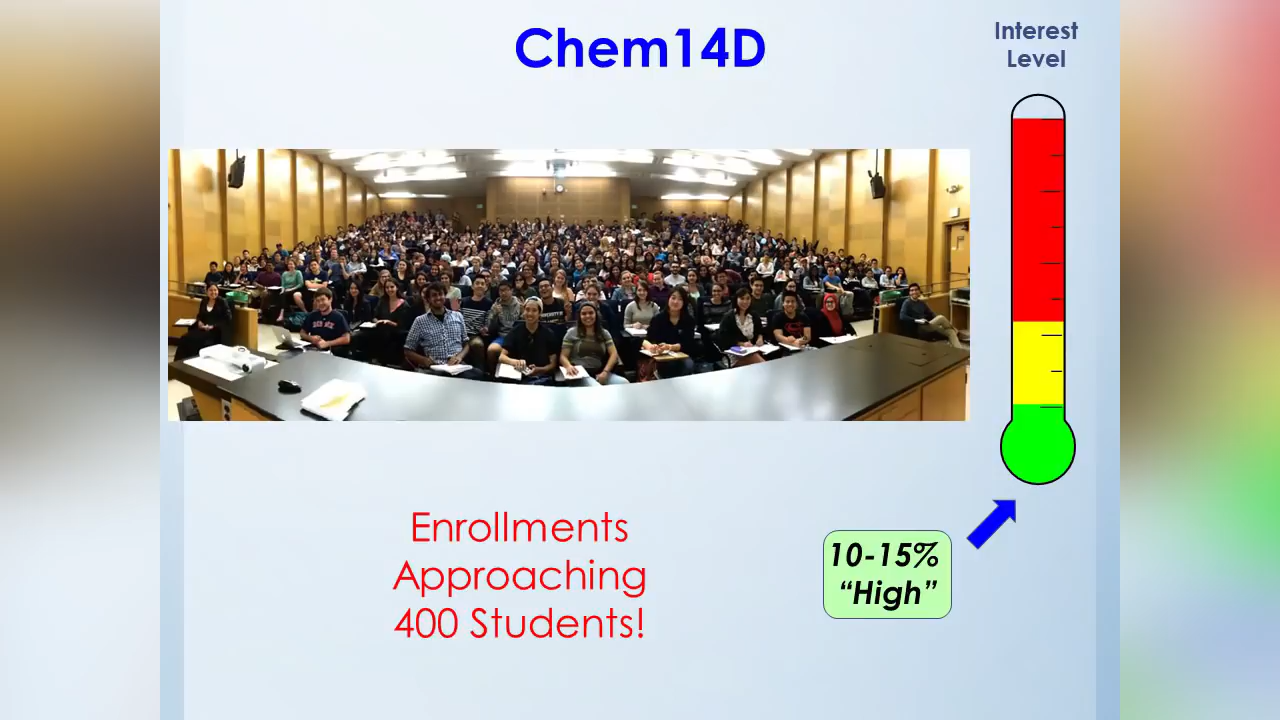 Chem14D
Interest
Level
Enrollments
Approaching
400 Students!
10-15%
“High”